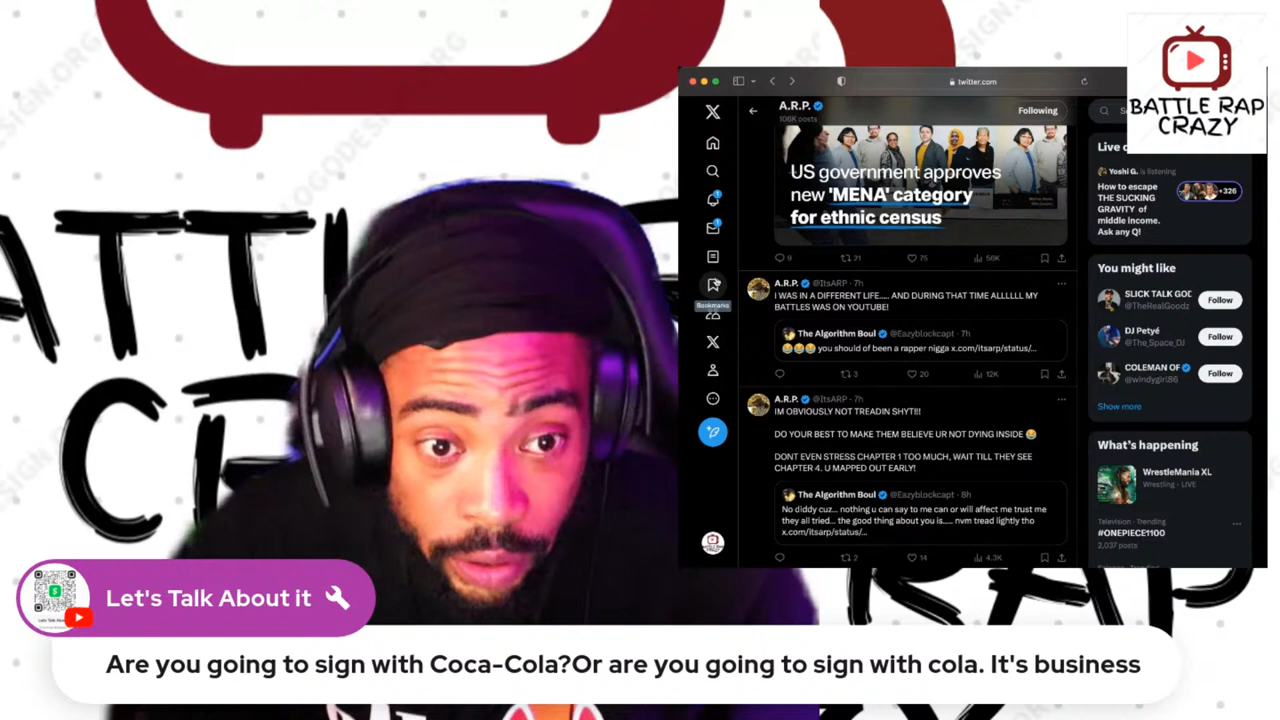 twitter.com
BATTLE RAP
CRAZY
A.R.P.
106K posts
Following
US government approves
new 'MENA' category
for ethnic census
9 21 75 56K
A.R.P. @ItsARP · 7h
I WAS IN A DIFFERENT LIFE..... AND DURING THAT TIME ALLLLLL MY
BATTLES WAS ON YOUTUBE!
The Algorithm Boul @Eazyblockcapt · 7h
😂😂😂 you should of been a rapper nigga x.com/itsarp/status/...
3 20 12K
A.R.P. @ItsARP · 7h
IM OBVIOUSLY NOT TREADIN SHYT!!!
DO YOUR BEST TO MAKE THEM BELIEVE UR NOT DYING INSIDE 😂
DONT EVEN STRESS CHAPTER 1 TOO MUCH, WAIT TILL THEY SEE
CHAPTER 4. U MAPPED OUT EARLY!
The Algorithm Boul @Eazyblockcapt · 8h
No diddy cuz... nothing u can say to me can or will affect me trust me
they all tried... the good thing about you is..... nvm tread lightly tho
x.com/itsarp/status/...
2 14 4.3K
Bookmarks
Live o
Yoshi G. is listening
How to escape
THE SUCKING
GRAVITY of
middle income.
Ask any Q!
+326
You might like
SLICK TALK GOD
@TheRealGoodz
Follow
DJ Petyé
@The_Space_DJ
Follow
COLEMAN OF
@windygirl86
Follow
Show more
What's happening
WrestleMania XL
Wrestling · LIVE
Television · Trending
#ONEPIECE1100
2,037 posts
Let's Talk About it
Are you going to sign with Coca-Cola?Or are you going to sign with cola. It's business